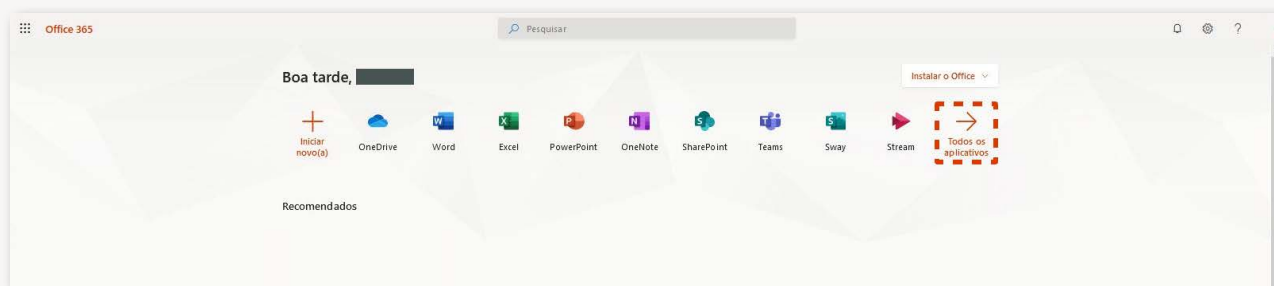 Office 365
Pesquisar
?
Boa tarde,
Instalar o Office
Iniciar
novo(a)
OneDrive
Word
Excel
PowerPoint
OneNote
SharePoint
Teams
Sway
Stream
Todos os
aplicativos
Recomendados